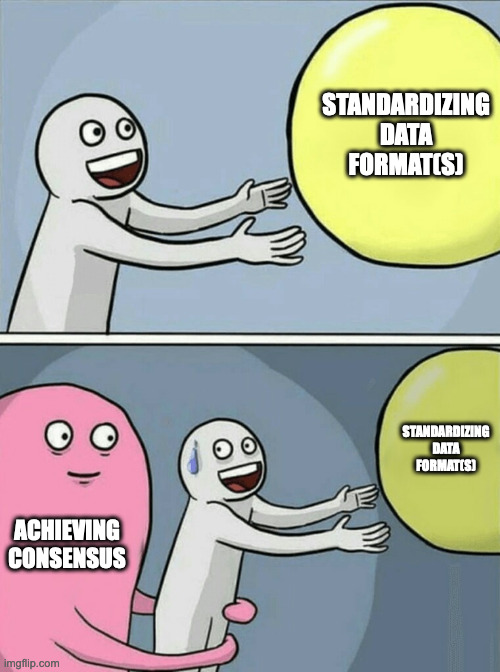 STANDARDIZING
DATA
FORMAT(S)
STANDARDIZING
DATA
FORMAT(S)
ACHIEVING
CONSENSUS
imgflip.com